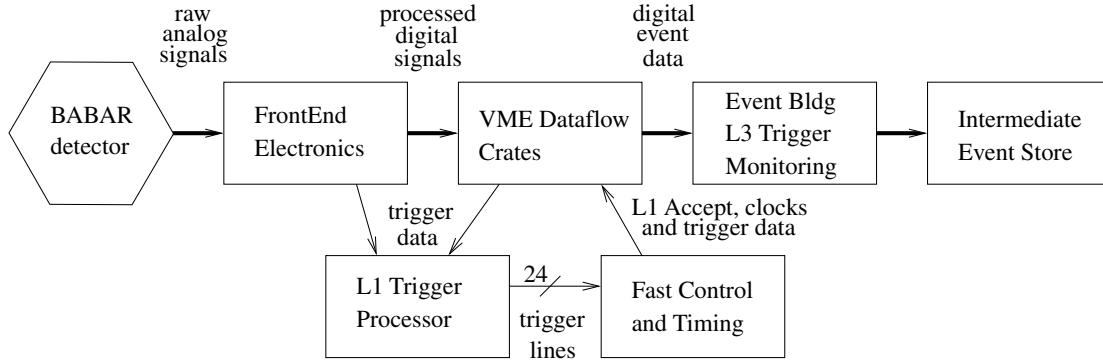 raw
analog
signals
processed
digital
signals
digital
event
data
BABAR
detector
FrontEnd
Electronics
VME Dataflow
Crates
Event Bldg
L3 Trigger
Monitoring
Intermediate
Event Store
trigger
data
L1 Accept, clocks
and trigger data
L1 Trigger
Processor
24
trigger
lines
Fast Control
and Timing